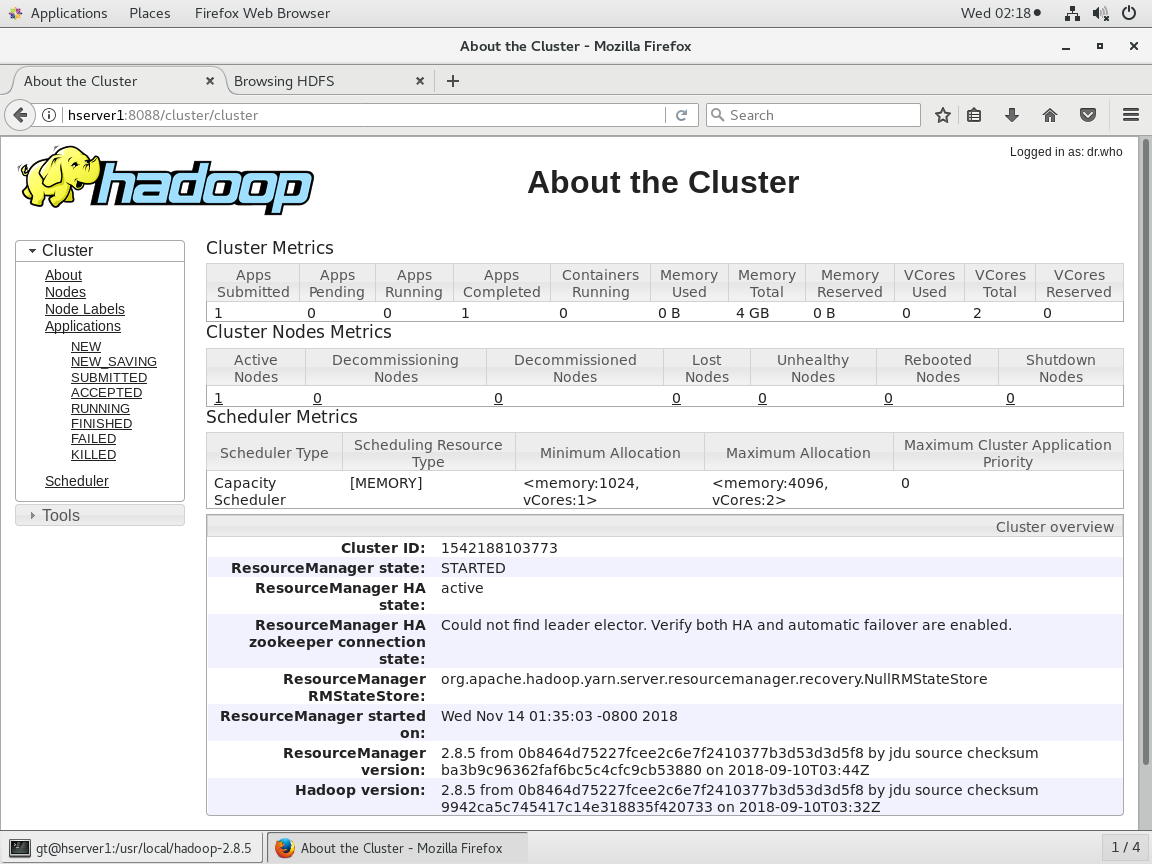 Applications Places Firefox Web Browser Wed 02:18
About the Cluster - Mozilla Firefox
About the Cluster Browsing HDFS
hserver1:8088/cluster/cluster Search
hadoop
Logged in as: dr.who
About the Cluster
Cluster
About
Nodes
Node Labels
Applications
NEW
NEW_SAVING
SUBMITTED
ACCEPTED
RUNNING
FINISHED
FAILED
KILLED
Scheduler
Tools
Cluster Metrics
Apps Submitted Apps Pending Apps Running Apps Completed Containers Running Memory Used Memory Total Memory Reserved VCores Used VCores Total VCores Reserved
1 0 0 1 0 0 B 4 GB 0 B 0 2 0
Cluster Nodes Metrics
Active Nodes Decommissioning Nodes Decommissioned Nodes Lost Nodes Unhealthy Nodes Rebooted Nodes Shutdown Nodes
1 0 0 0 0 0 0
Scheduler Metrics
Scheduler Type Scheduling Resource Type Minimum Allocation Maximum Allocation Maximum Cluster Application Priority
Capacity Scheduler [MEMORY] <memory:1024, vCores:1> <memory:4096, vCores:2> 0
Cluster overview
Cluster ID: 1542188103773
ResourceManager state: STARTED
ResourceManager HA state: active
ResourceManager HA zookeeper connection state: Could not find leader elector. Verify both HA and automatic failover are enabled.
ResourceManager RMStateStore: org.apache.hadoop.yarn.server.resourcemanager.recovery.NullRMStateStore
ResourceManager started on: Wed Nov 14 01:35:03 -0800 2018
ResourceManager version: 2.8.5 from 0b8464d75227fcee2c6e7f2410377b3d53d3d5f8 by jdu source checksum ba3b9c96362faf6bc5c4cfc9cb53880 on 2018-09-10T03:44Z
Hadoop version: 2.8.5 from 0b8464d75227fcee2c6e7f2410377b3d53d3d5f8 by jdu source checksum 9942ca5c745417c14e318835f420733 on 2018-09-10T03:32Z
gt@hserver1:/usr/local/hadoop-2.8.5 About the Cluster - Mozilla Firefox 1 / 4